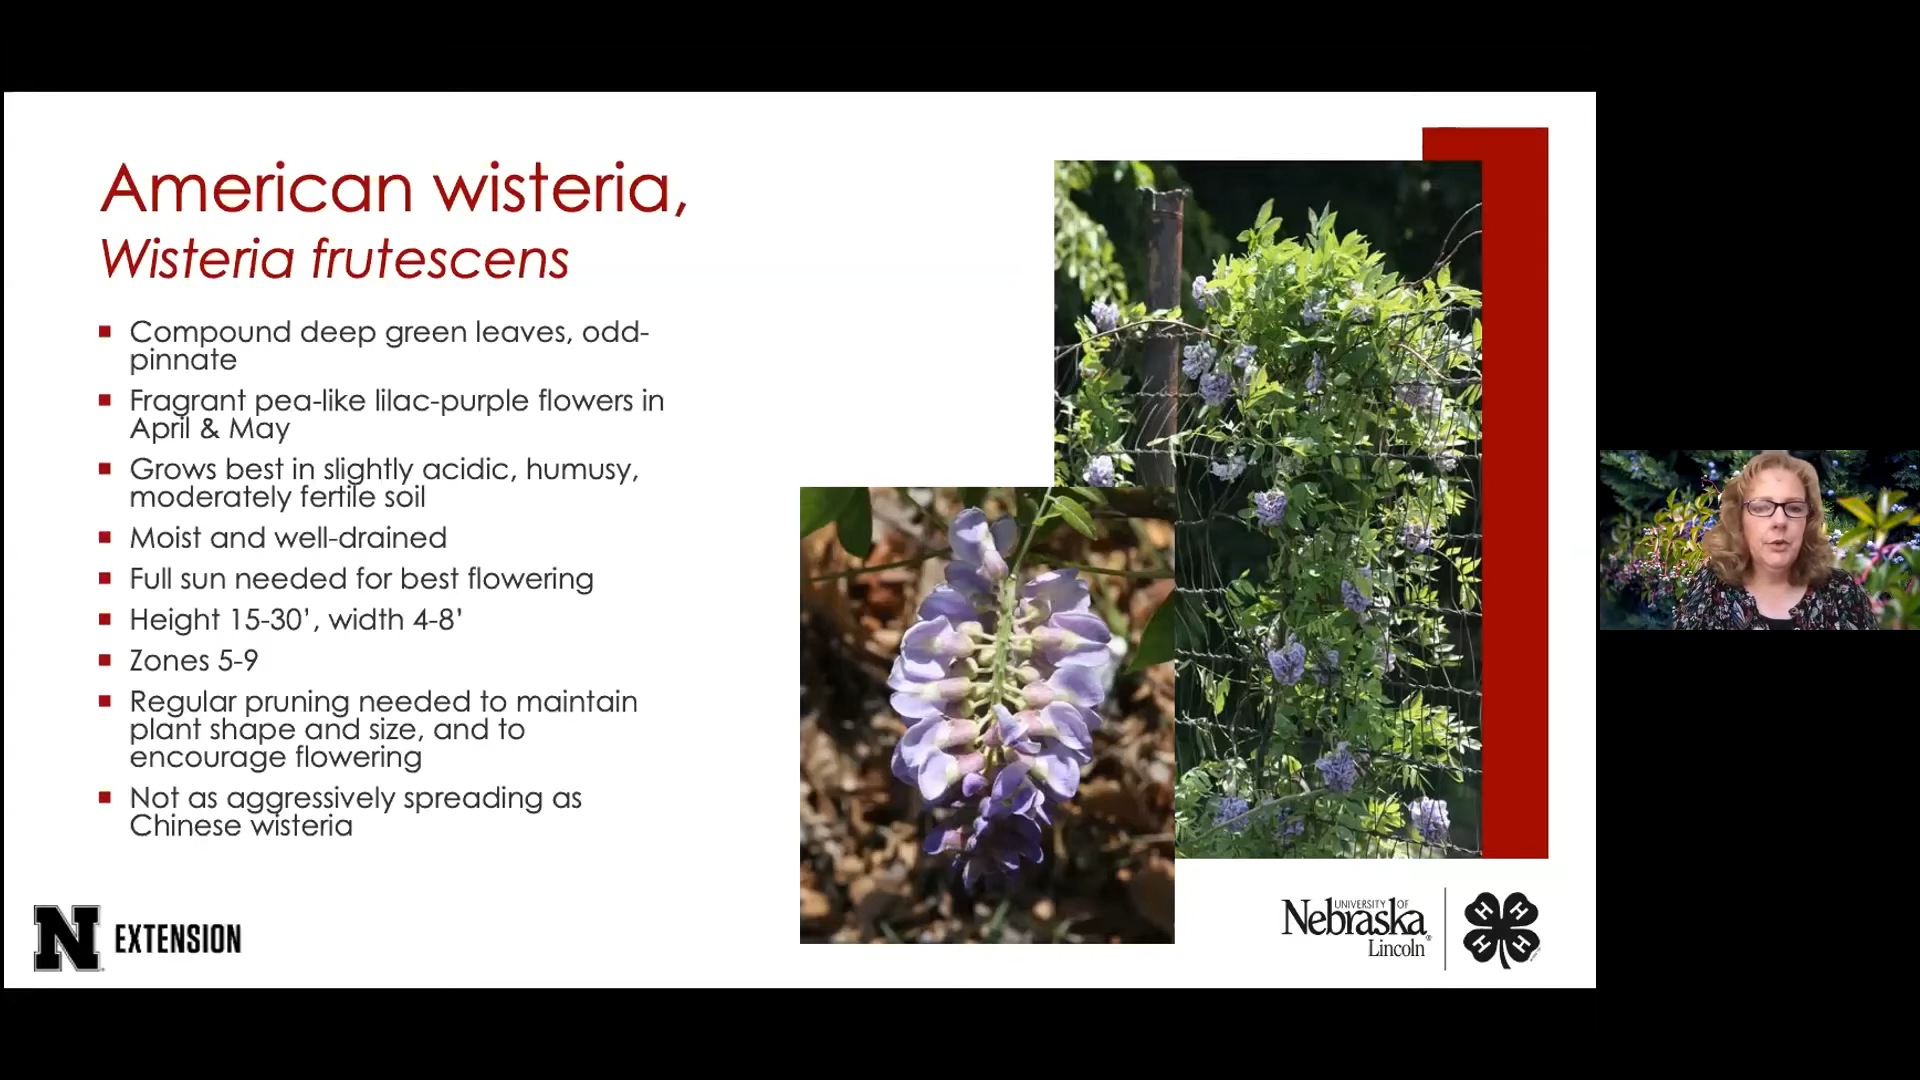 American wisteria,
Wisteria frutescens
Compound deep green leaves, odd-
pinnate
Fragrant pea-like lilac-purple flowers in
April & May
Grows best in slightly acidic, humusy,
moderately fertile soil
Moist and well-drained
Full sun needed for best flowering
Height 15-30’, width 4-8’
Zones 5-9
Regular pruning needed to maintain
plant shape and size, and to
encourage flowering
Not as aggressively spreading as
Chinese wisteria
N EXTENSION
UNIVERSITY OF
Nebraska®
Lincoln
H H
H H